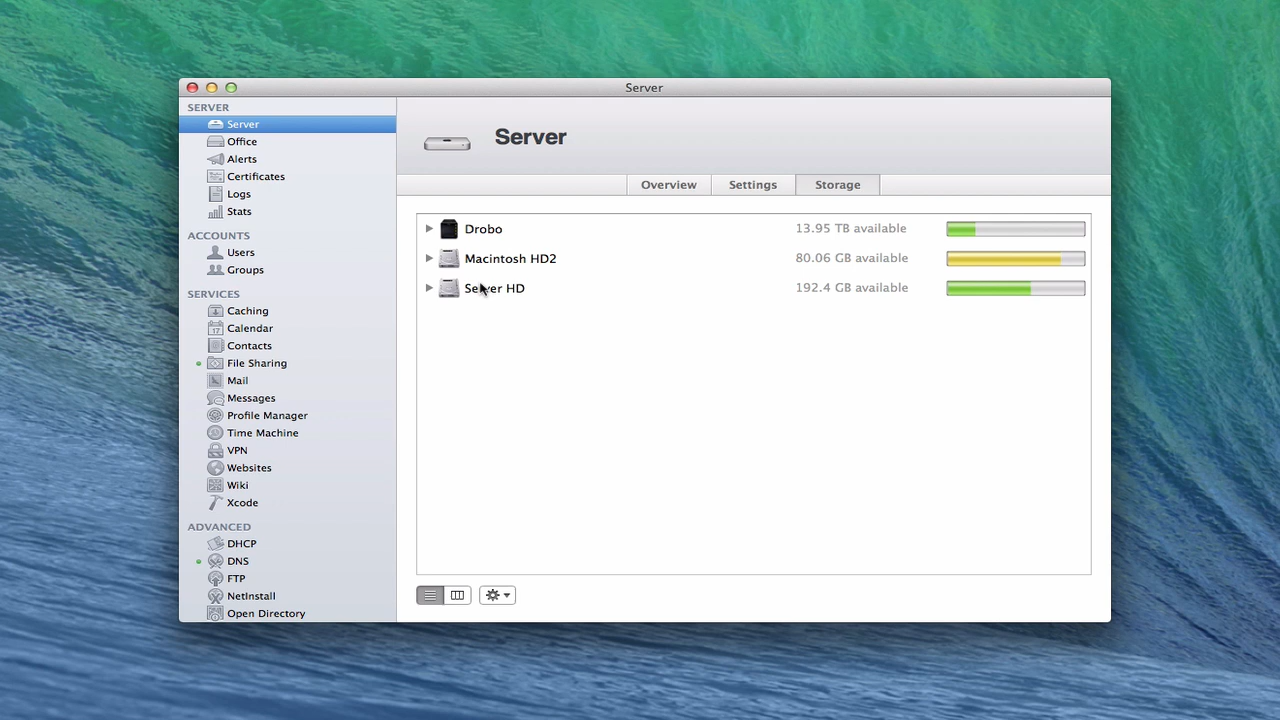 Server
SERVER
Server
Office
Alerts
Certificates
Logs
Stats
ACCOUNTS
Users
Groups
SERVICES
Caching
17 Calendar
Contacts
File Sharing
Mail
Messages
Profile Manager
Time Machine
VPN
Websites
Wiki
Xcode
ADVANCED
DHCP
DNS
FTP
NetInstall
Open Directory
Server
Overview Settings Storage
Drobo 13.95 TB available
Macintosh HD2 80.06 GB available
Server HD 192.4 GB available